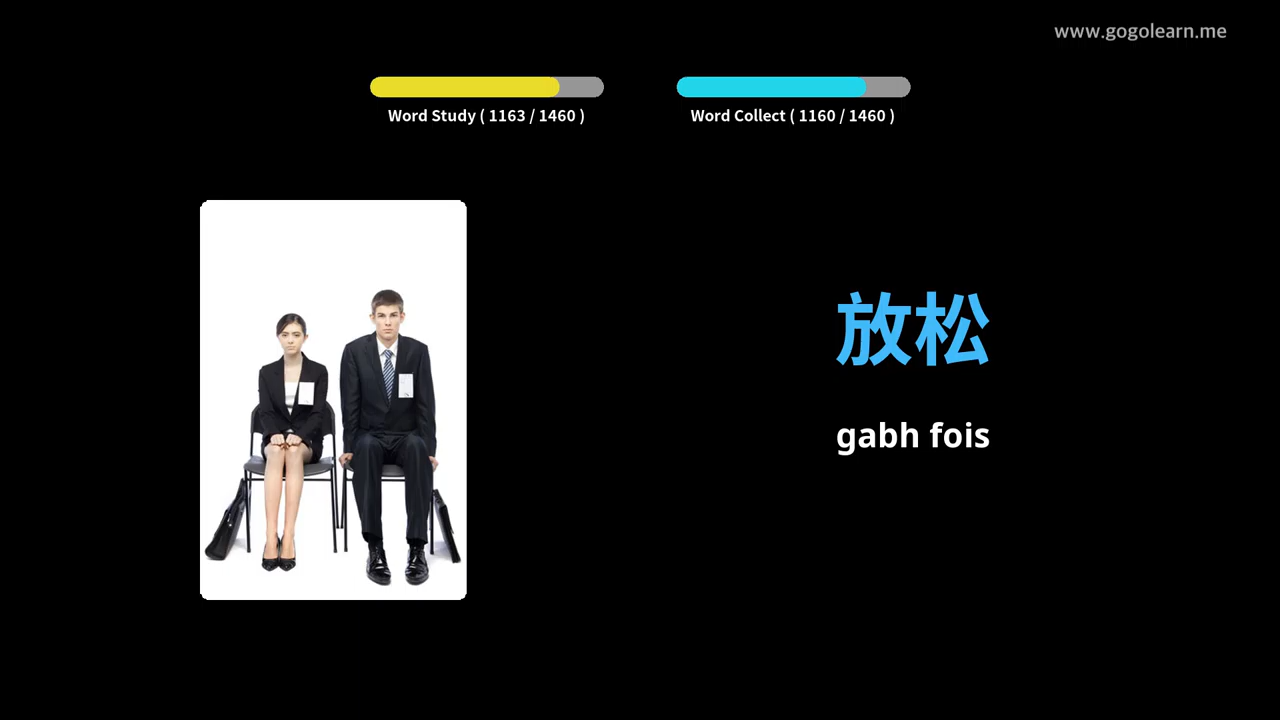 www.gogolearn.me
Word Study ( 1163 / 1460 )
Word Collect ( 1160 / 1460 )
放松
gabh fois